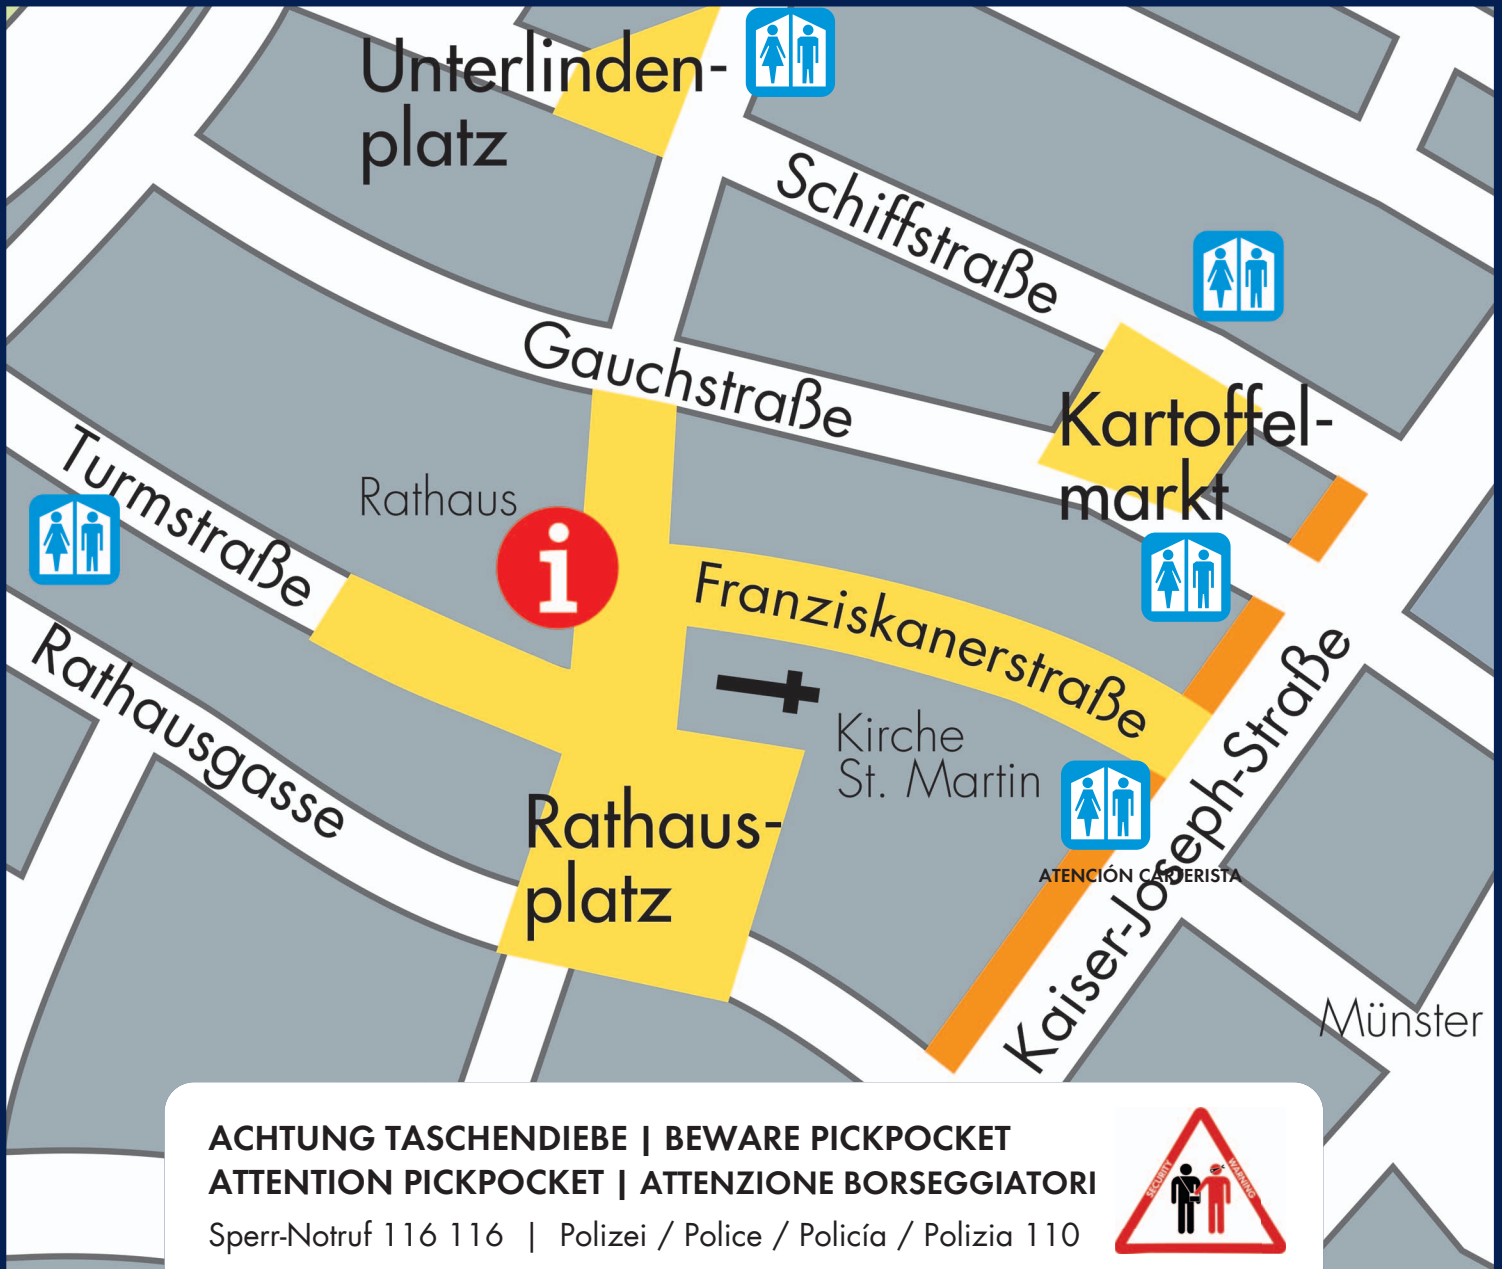 Unterlinden-
platz
Schiffstraße
Gauchstraße
Kartoffel-
markt
Turmstraße
Rathaus
i
Franziskanerstraße
Rathausgasse
Kirche
St. Martin
Kaiser-Joseph-Straße
Rathaus-
platz
ATENCIÓN CARTERISTA
Münster
ACHTUNG TASCHENDIEBE | BEWARE PICKPOCKET
ATTENTION PICKPOCKET | ATTENZIONE BORSEGGIATORI
Sperr-Notruf 116 116 | Polizei / Police / Policía / Polizia 110
SECURITY
WARNING